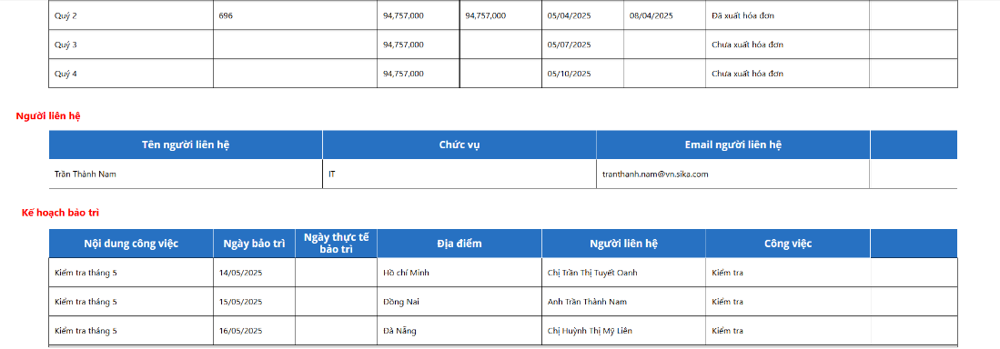 Quý 2 696 94,757,000 94,757,000 05/04/2025 08/04/2025 Đã xuất hóa đơn
Quý 3 94,757,000 05/07/2025 Chưa xuất hóa đơn
Quý 4 94,757,000 05/10/2025 Chưa xuất hóa đơn
Người liên hệ
Tên người liên hệ Chức vụ Email người liên hệ
Trần Thành Nam IT tranthanh.nam@vn.sika.com
Kế hoạch bảo trì
Nội dung công việc Ngày bảo trì Ngày thực tế bảo trì Địa điểm Người liên hệ Công việc
Kiểm tra tháng 5 14/05/2025 Hồ chí Minh Chị Trần Thị Tuyết Oanh Kiểm tra
Kiểm tra tháng 5 15/05/2025 Đồng Nai Anh Trần Thành Nam Kiểm tra
Kiểm tra tháng 5 16/05/2025 Đà Nẵng Chị Huỳnh Thị Mỹ Liên Kiểm tra